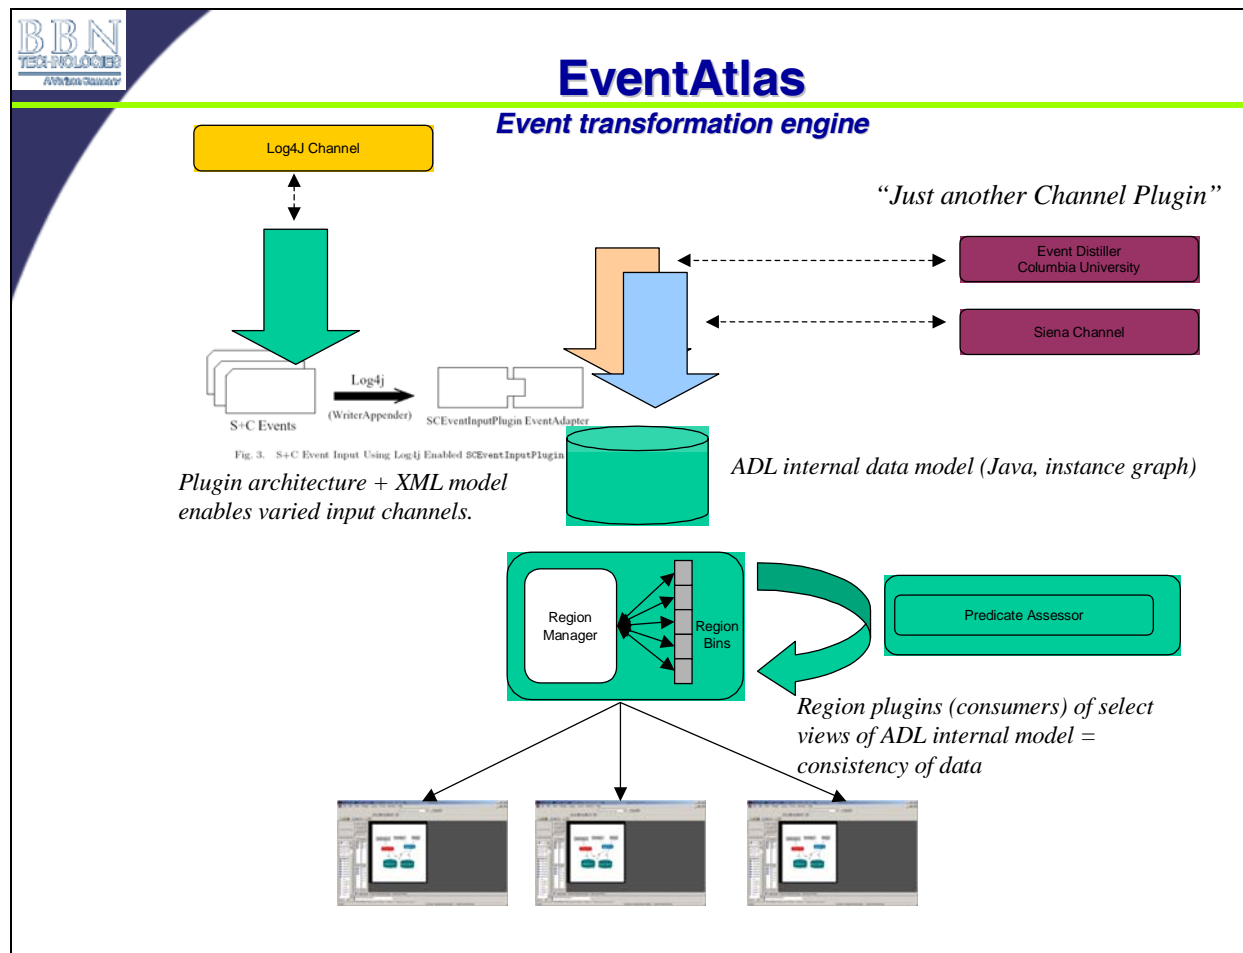 BBN
TECHNOLOGIES
A Verizon Company
EventAtlas
Event transformation engine
Log4J Channel
“Just another Channel Plugin”
Event Distiller
Columbia University
Siena Channel
Log4j
(WriterAppender)
S+C Events
SCEventInputPlugin EventAdapter
Fig. 3. S+C Event Input Using Log4j Enabled SCEventInputPlugin
Plugin architecture + XML model
enables varied input channels.
ADL internal data model (Java, instance graph)
Region
Manager
Region
Bins
Predicate Assessor
Region plugins (consumers) of select
views of ADL internal model =
consistency of data